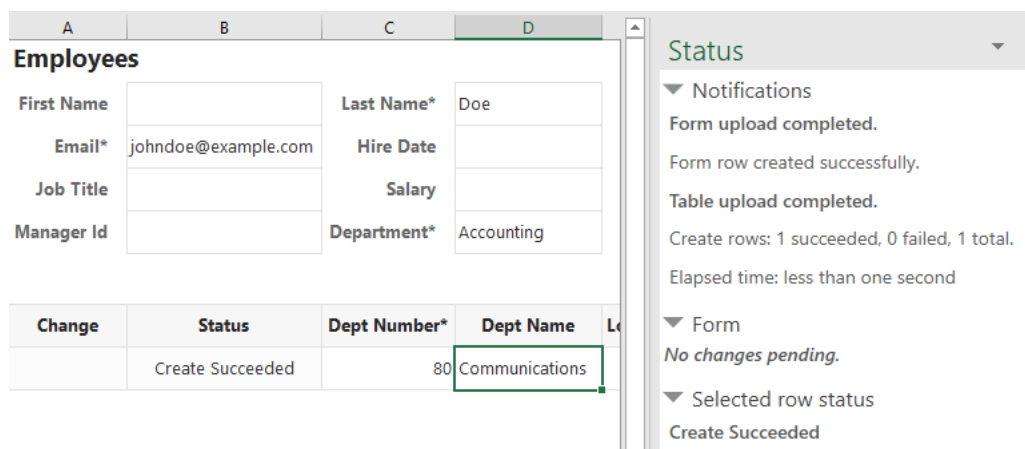 A B C D
Employees
First Name Last Name* Doe
Email* johndoe@example.com Hire Date
Job Title Salary
Manager Id Department* Accounting
Change Status Dept Number* Dept Name
Create Succeeded 80 Communications
Status
Notifications
Form upload completed.
Form row created successfully.
Table upload completed.
Create rows: 1 succeeded, 0 failed, 1 total.
Elapsed time: less than one second
Form
No changes pending.
Selected row status
Create Succeeded